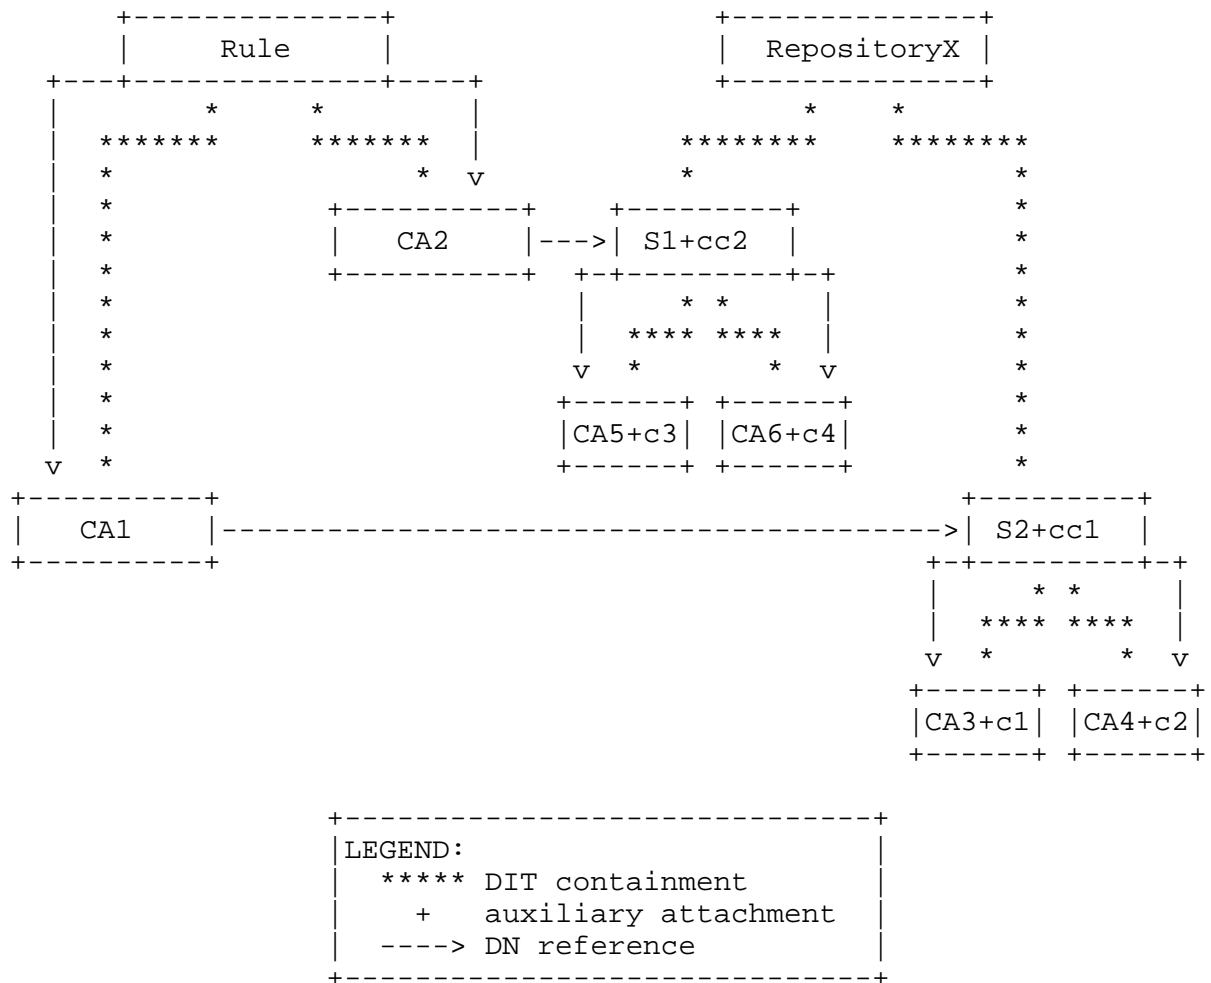 Rule RepositoryX
CA2 S1+cc2
CA5+c3 CA6+c4
CA1 S2+cc1
CA3+c1 CA4+c2
LEGEND:
***** DIT containment
+ auxiliary attachment
----> DN reference